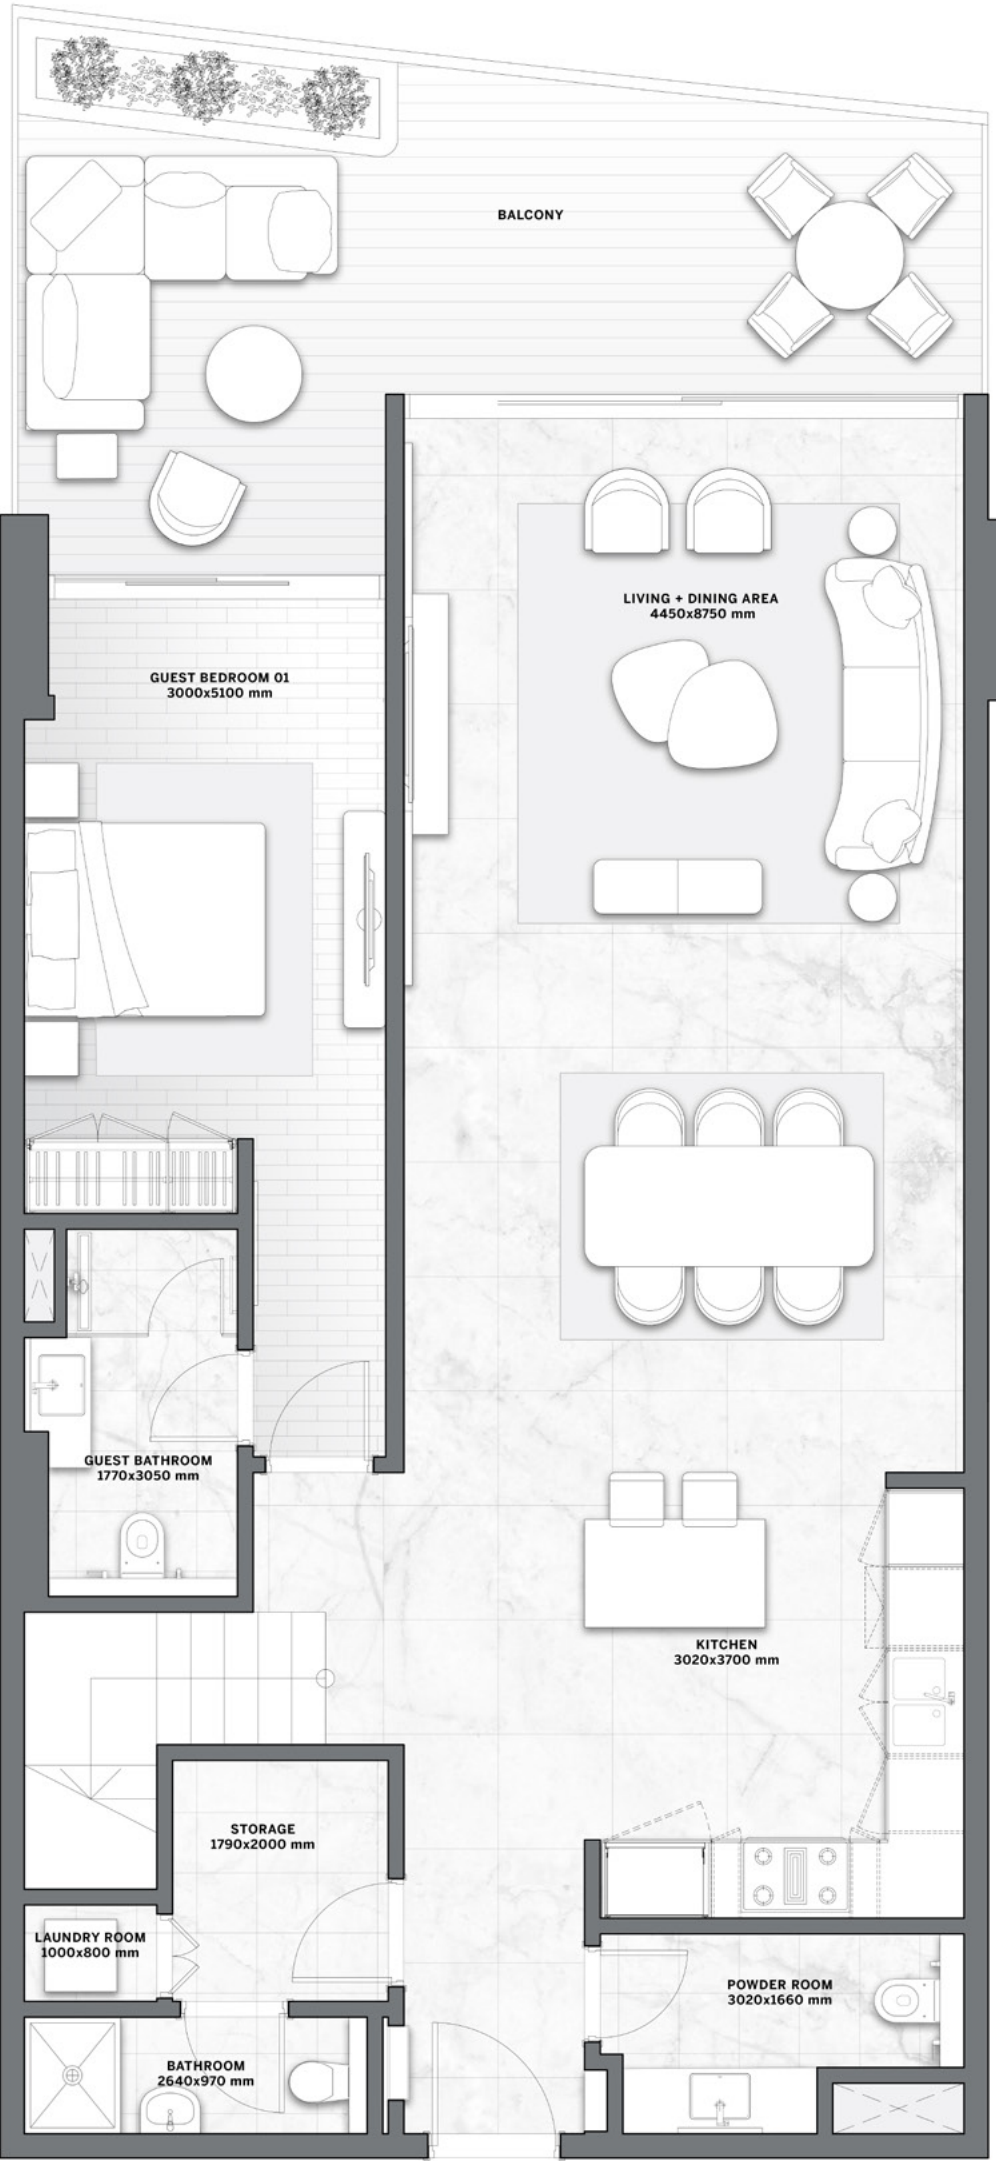 BALCONY
LIVING + DINING AREA
4450x8750 mm
GUEST BEDROOM 01
3000x5100 mm
GUEST BATHROOM
1770x3050 mm
KITCHEN
3020x3700 mm
STORAGE
1790x2000 mm
LAUNDRY ROOM
1000x800 mm
POWDER ROOM
3020x1660 mm
BATHROOM
2640x970 mm